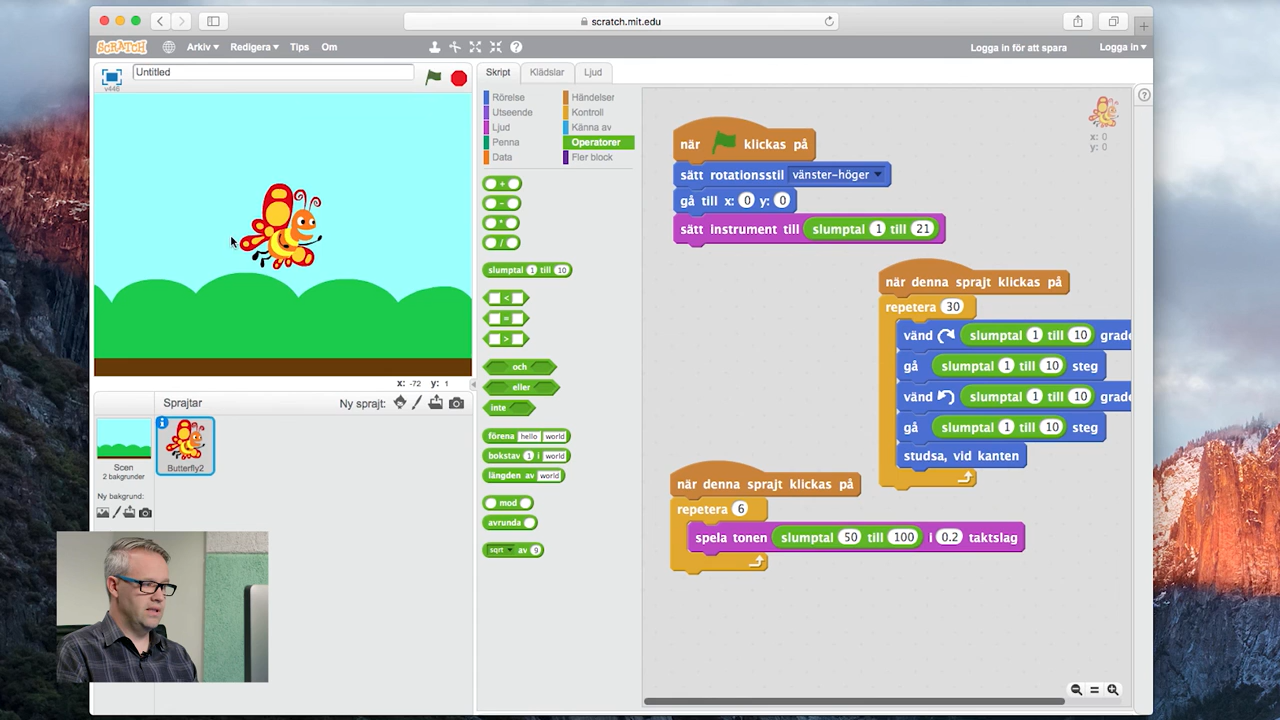 scratch.mit.edu
SCRATCH Arkiv Redigera Tips Om Logga in för att spara Logga in
Untitled
v446
x: -72 y: 1
Sprajtar Ny sprajt:
Scen
2 bakgrunder
Ny bakgrund:
Butterfly2
Skript Klädslar Ljud
Rörelse Händelser
Utseende Kontroll
Ljud Känna av
Penna Operatorer
Data Fler block
+
-
*
/
slumptal 1 till 10
<
=
>
och
eller
inte
förena hello world
bokstav 1 i world
längden av world
mod
avrunda
sqrt av 9
x: 0
y: 0
när klickas på
sätt rotationsstil vänster-höger
gå till x: 0 y: 0
sätt instrument till slumptal 1 till 21
när denna sprajt klickas på
repetera 30
vänd slumptal 1 till 10 grade
gå slumptal 1 till 10 steg
vänd slumptal 1 till 10 grade
gå slumptal 1 till 10 steg
studsa, vid kanten
när denna sprajt klickas på
repetera 6
spela tonen slumptal 50 till 100 i 0.2 taktslag